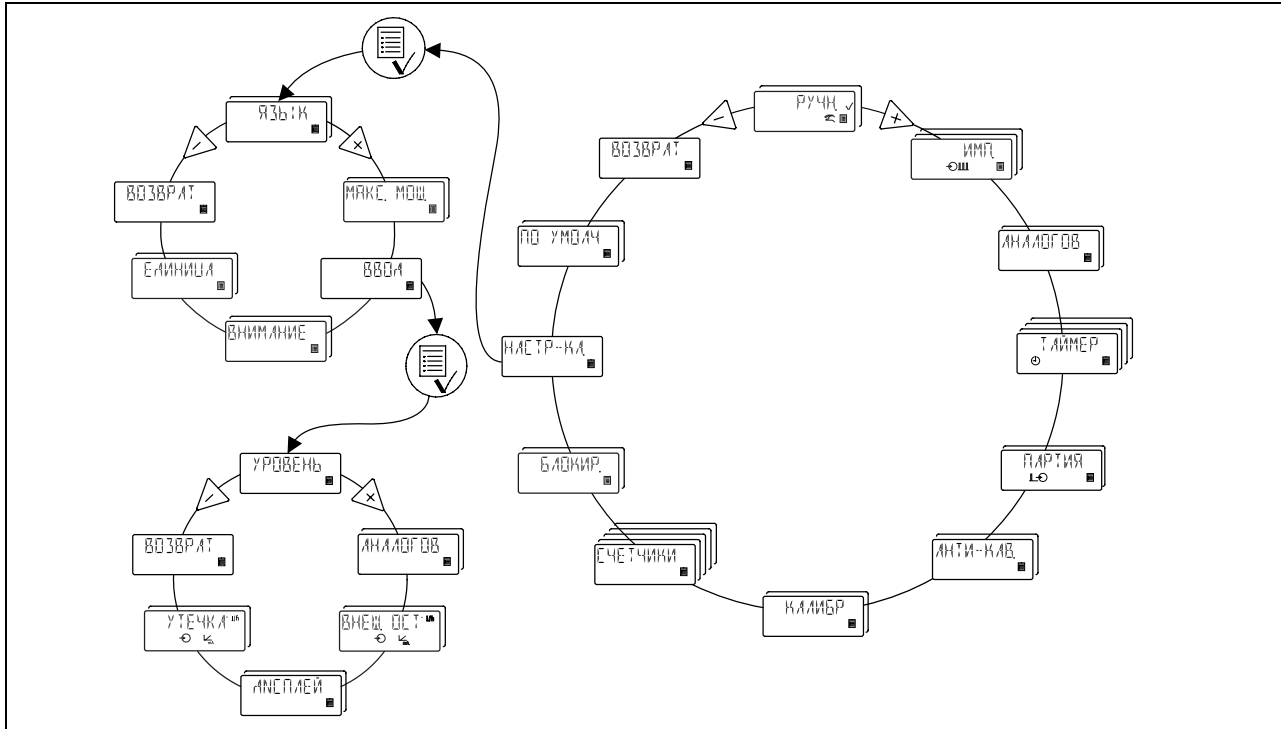 ЯЗЫК
ВОЗВРАТ
МАКС. МОЩ.
ЕДИНИЦА
ВВОД
ВНИМАНИЕ
УРОВЕНЬ
ВОЗВРАТ
АНАЛОГОВ
УТЕЧКА
ВНЕШ. ОСТ
ДИСПЛЕЙ
РУЧН.
ВОЗВРАТ
ИМП.
ПО УМОЛЧ
АНАЛОГОВ
НАСТР-КА.
ТАЙМЕР
БЛОКИР.
ПАРТИЯ
СЧЕТЧИКИ
АНТИ-КАВ.
КАЛИБР